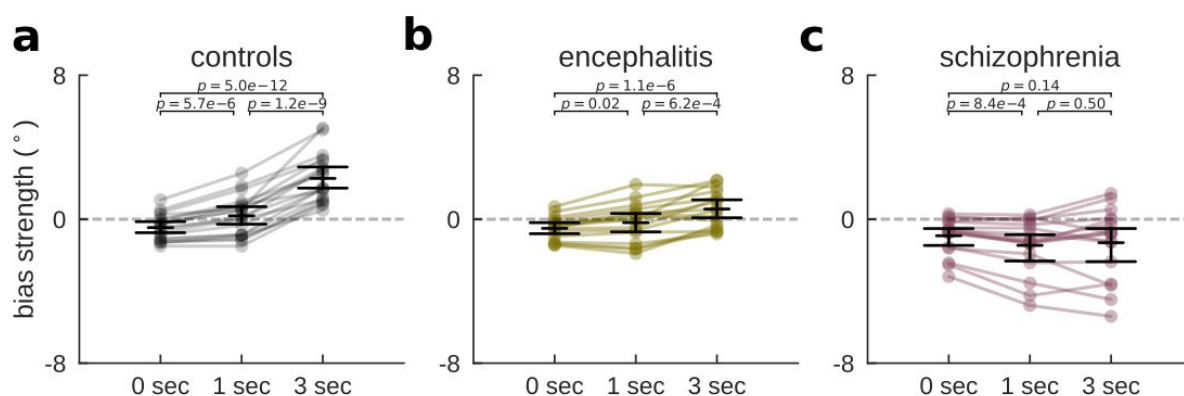 a controls
8
p = 5.0e−12
p = 5.7e−6 p = 1.2e−9
bias strength (°)
0
-8
0 sec 1 sec 3 sec
b encephalitis
8
p = 1.1e−6
p = 0.02 p = 6.2e−4
0
-8
0 sec 1 sec 3 sec
c schizophrenia
8
p = 0.14
p = 8.4e−4 p = 0.50
0
-8
0 sec 1 sec 3 sec